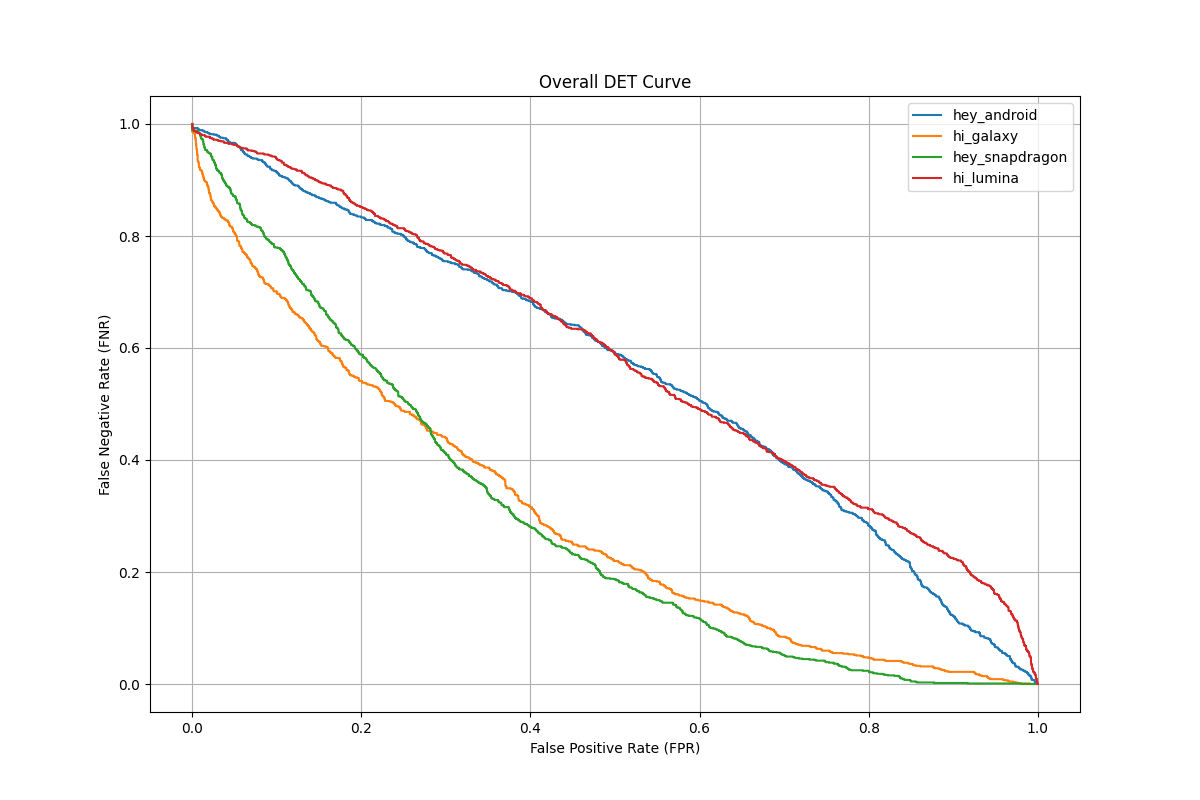 Overall DET Curve
hey_android
hi_galaxy
hey_snapdragon
hi_lumina
1.0
0.8
0.6
0.4
0.2
0.0
False Negative Rate (FNR)
0.0 0.2 0.4 0.6 0.8 1.0
False Positive Rate (FPR)